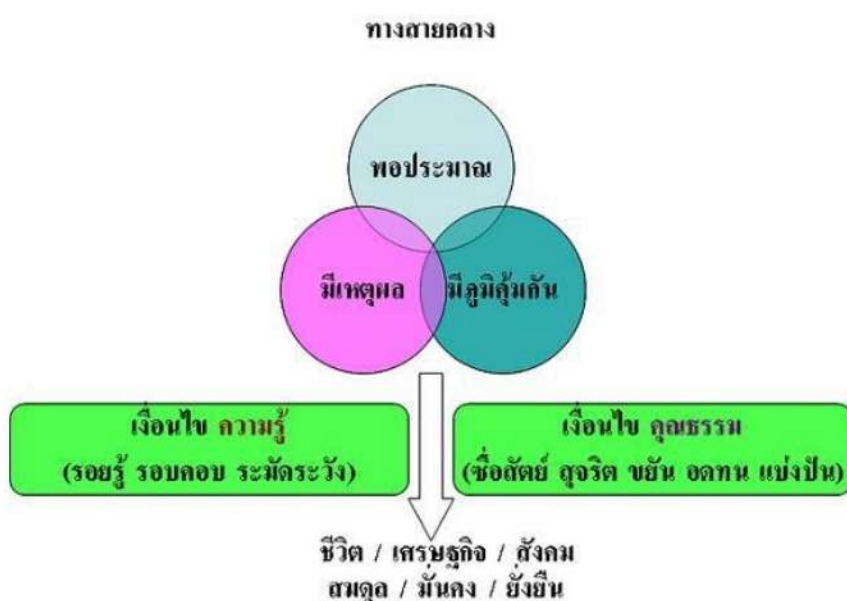 ทางสายกลาง
พอประมาณ
มีเหตุผล
มีภูมิคุ้มกัน
เงื่อนไข ความรู้
(รอยรู้ รอบคอบ ระมัดระวัง)
เงื่อนไข คุณธรรม
(ซื่อสัตย์ สุจริต ขยัน อดทน แบ่งปัน)
ชีวิต / เศรษฐกิจ / สังคม
สมดุล / มั่นคง / ยั่งยืน